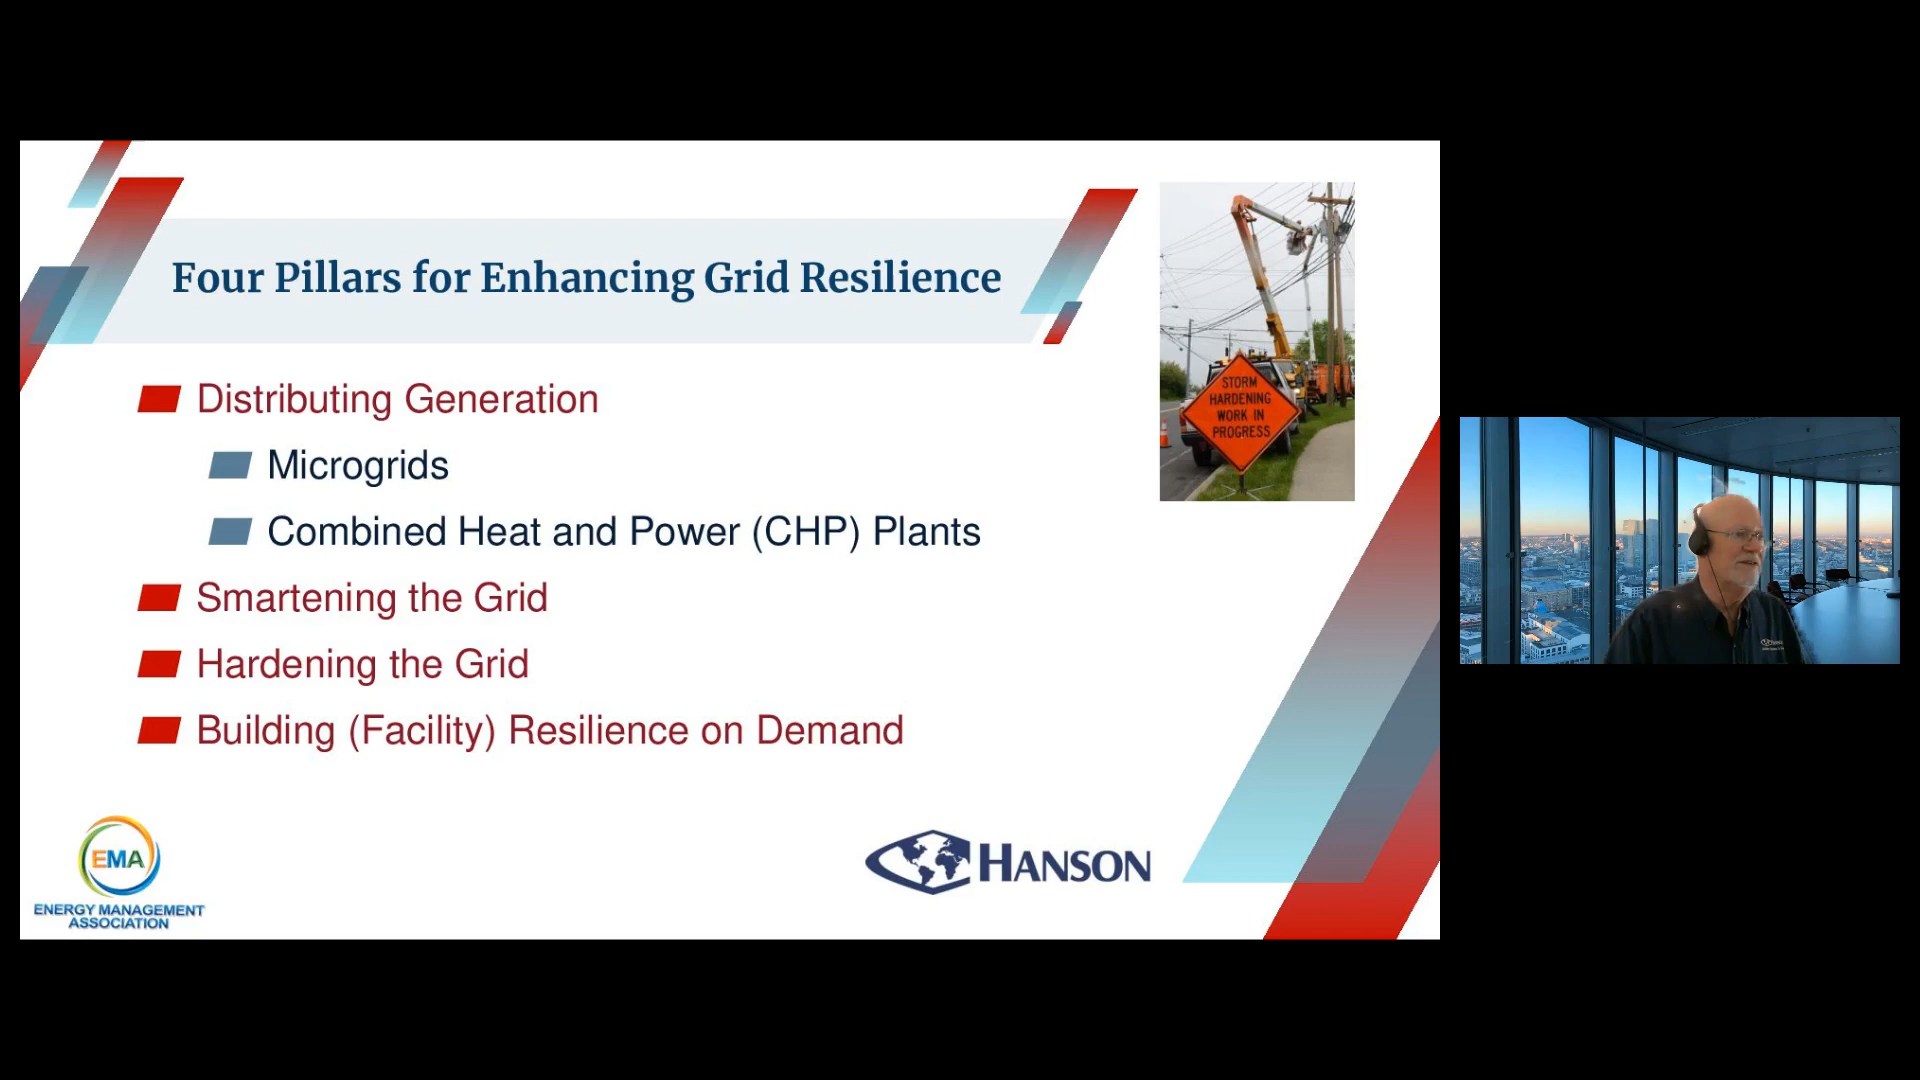 Four Pillars for Enhancing Grid Resilience
Distributing Generation
Microgrids
Combined Heat and Power (CHP) Plants
Smartening the Grid
Hardening the Grid
Building (Facility) Resilience on Demand
STORM
HARDENING
WORK IN
PROGRESS
EMA
ENERGY MANAGEMENT
ASSOCIATION
HANSON